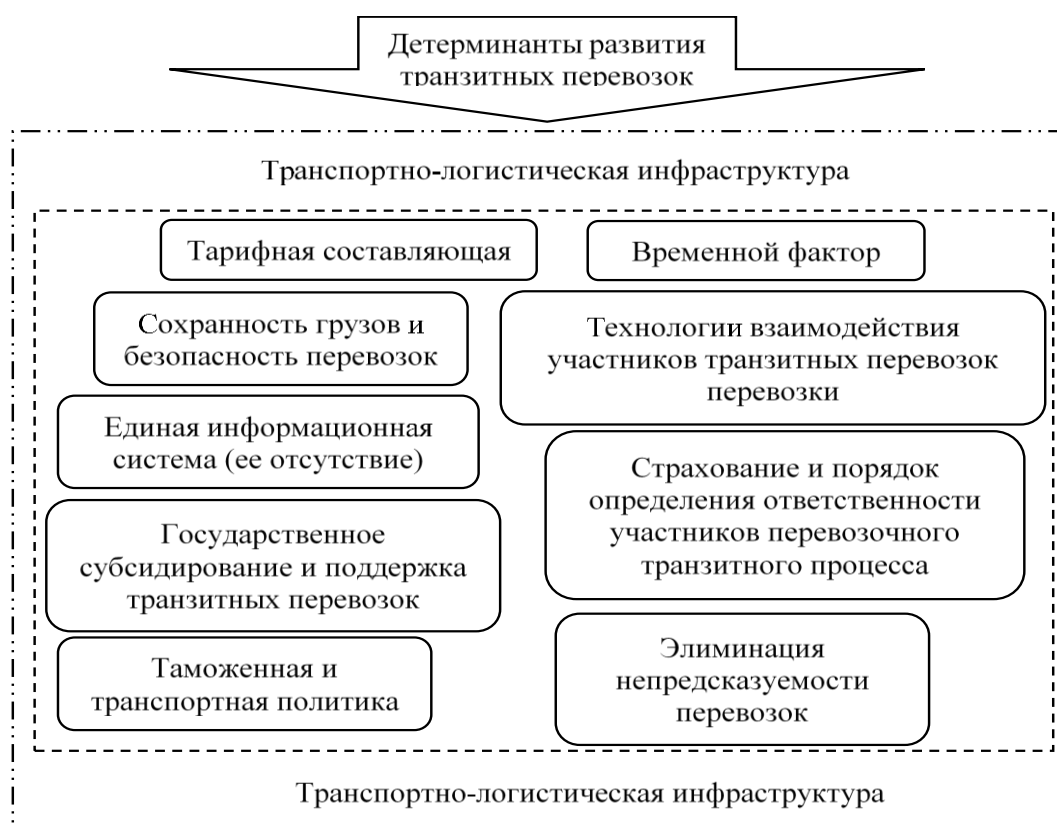 Детерминанты развития
транзитных перевозок
Транспортно-логистическая инфраструктура
Тарифная составляющая
Временной фактор
Сохранность грузов и
безопасность перевозок
Технологии взаимодействия
участников транзитных перевозок
перевозки
Единая информационная
система (ее отсутствие)
Страхование и порядок
определения ответственности
участников перевозочного
транзитного процесса
Государственное
субсидирование и поддержка
транзитных перевозок
Таможенная и
транспортная политика
Элиминация
непредсказуемости
перевозок
Транспортно-логистическая инфраструктура